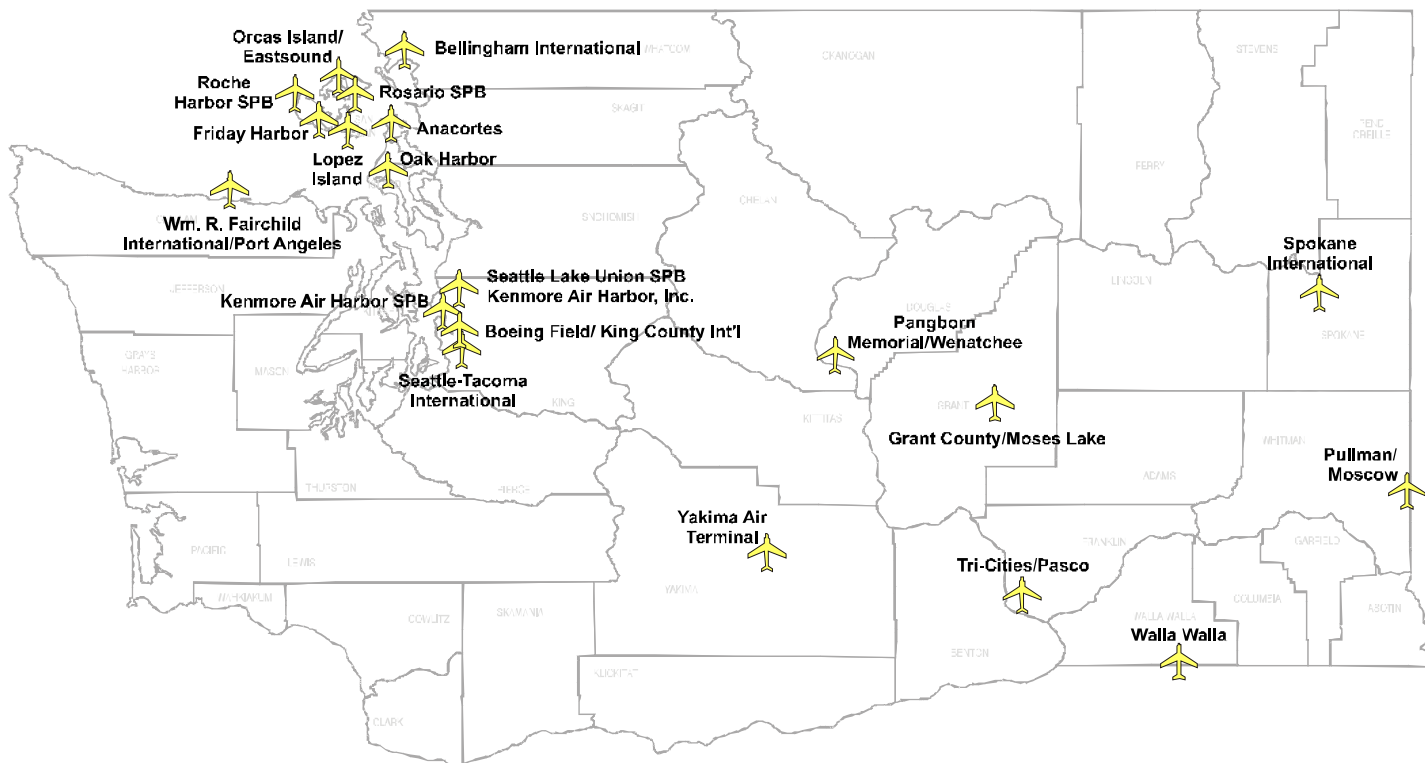 Orcas Island/
Eastsound
Bellingham International
WHATCOM
OKANOGAN
STEVENS
Roche
Harbor SPB
Rosario SPB
SKAGIT
PEND
OREILLE
Friday Harbor
Anacortes
Lopez
Island
Oak Harbor
FERRY
CHELAN
SNOHOMISH
Wm. R. Fairchild
International/Port Angeles
Spokane
International
Seattle Lake Union SPB
Kenmore Air Harbor, Inc.
JEFFERSON
LINCOLN
Kenmore Air Harbor SPB
DOUGLAS
Boeing Field/ King County Int'l
Pangborn
Memorial/Wenatchee
SPOKANE
GRAYS
HARBOR
MASON
Seattle-Tacoma
International
KING
GRANT
KITTITAS
Grant County/Moses Lake
WHITMAN
Pullman/
Moscow
ADAMS
THURSTON
PIERCE
Yakima Air
Terminal
PACIFIC
LEWIS
FRANKLIN
GARFIELD
Tri-Cities/Pasco
YAKIMA
WAHKIAKUM
COWLITZ
SKAMANIA
COLUMBIA
ASOTIN
WALLA WALLA
Walla Walla
BENTON
KLICKITAT
CLARK